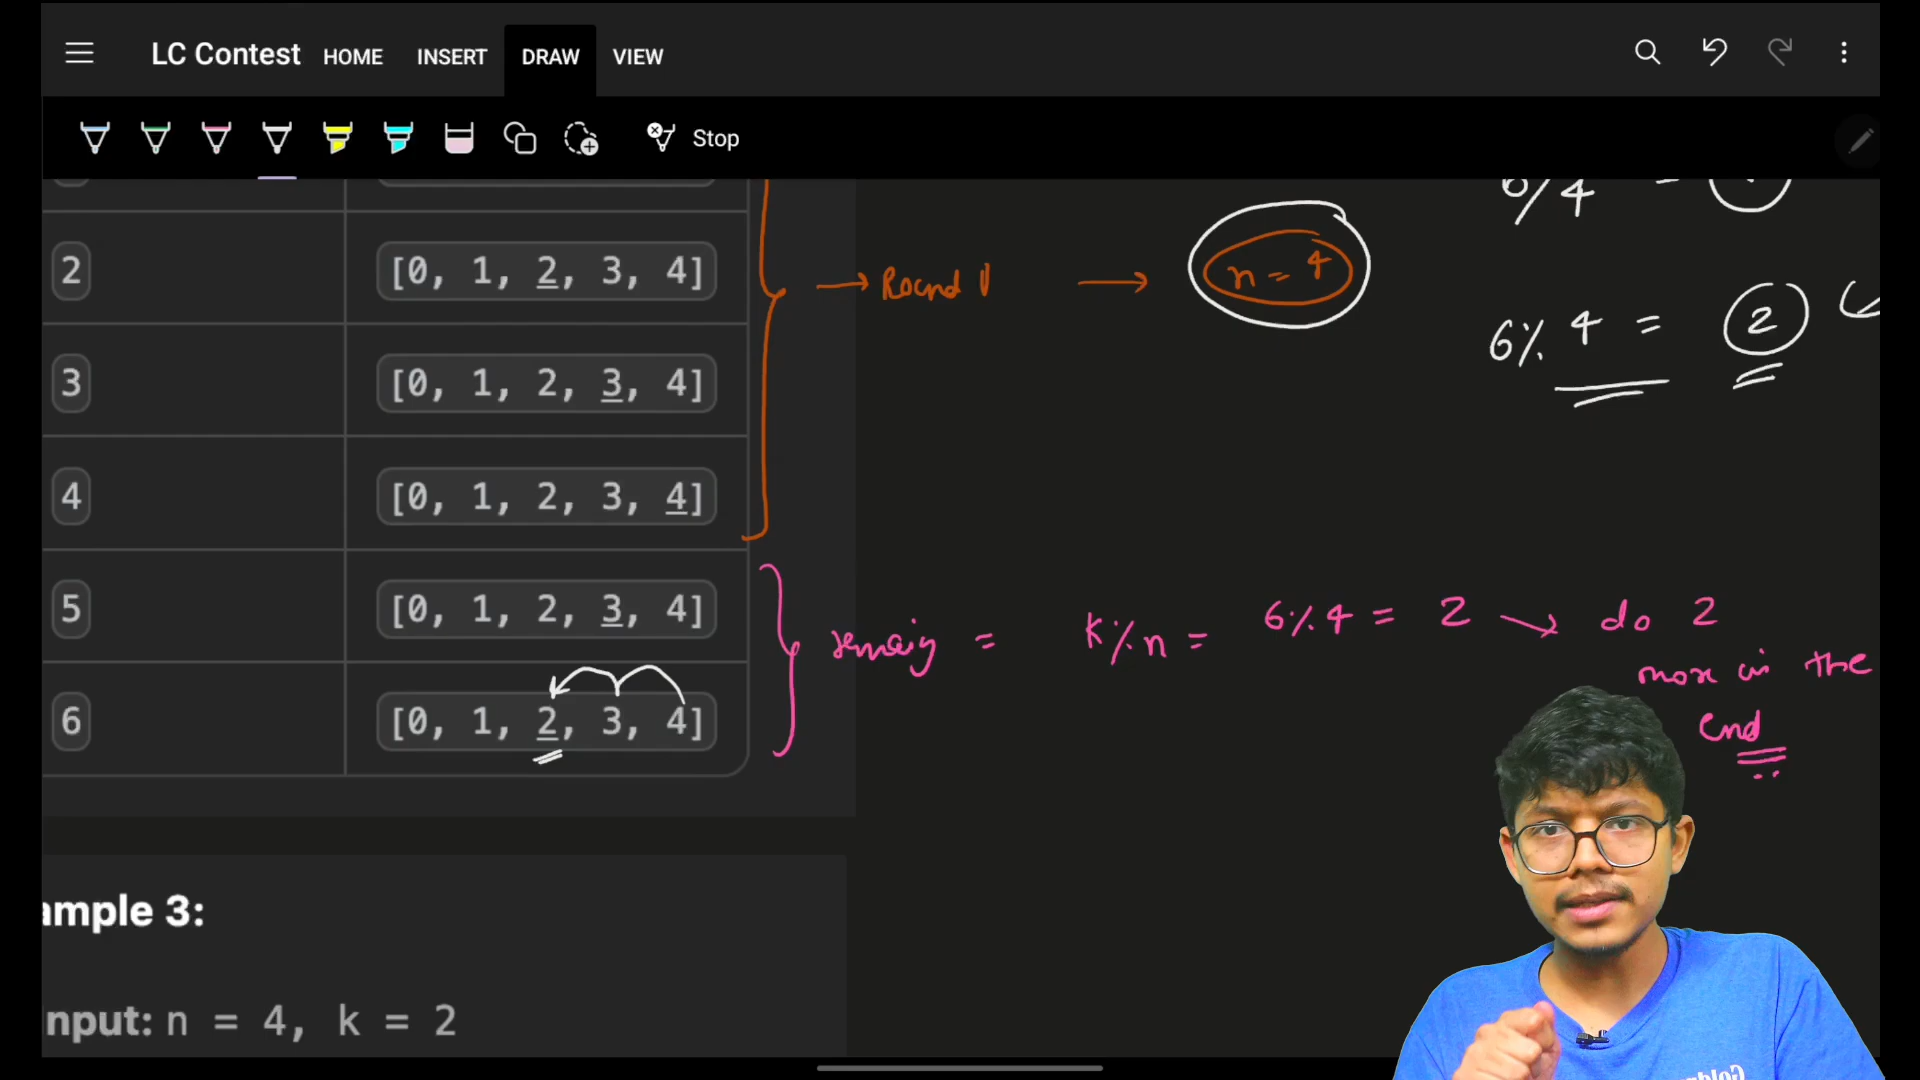 LC Contest HOME INSERT DRAW VIEW
Stop
6/4 =
2 [0, 1, 2, 3, 4] → Round 1 → n = 4
6% 4 = 2
3 [0, 1, 2, 3, 4]
4 [0, 1, 2, 3, 4]
5 [0, 1, 2, 3, 4]
= k%n = 6%4 = 2 → do 2
more in the
end
6 [0, 1, 2, 3, 4]
ample 3:
nput: n = 4, k = 2